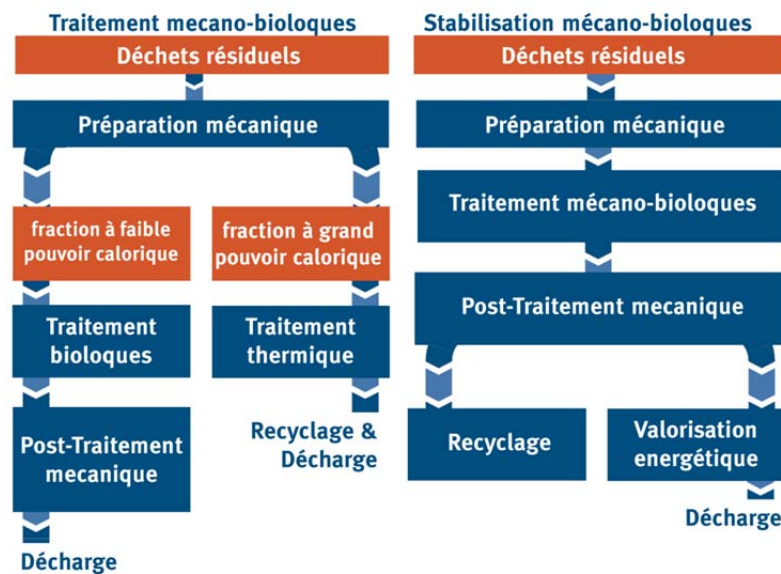 Traitement mecano-bioloques
Déchets résiduels
Préparation mécanique
fraction à faible
pouvoir calorique
fraction à grand
pouvoir calorique
Traitement
bioloques
Traitement
thermique
Post-Traitement
mecanique
Recyclage &
Décharge
Décharge
Stabilisation mécano-bioloques
Déchets résiduels
Préparation mécanique
Traitement mécano-bioloques
Post-Traitement mecanique
Recyclage
Valorisation
energétique
Décharge